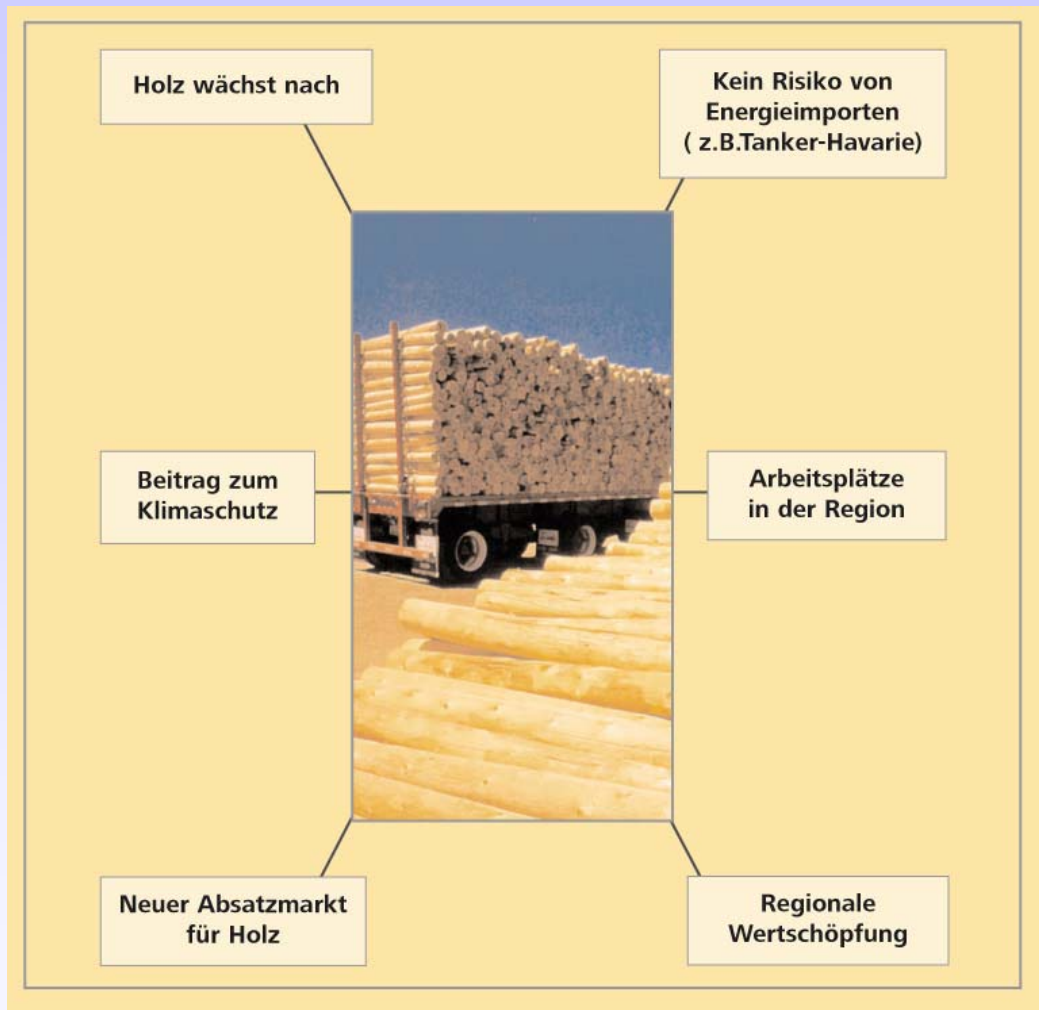 Holz wächst nach
Kein Risiko von
Energieimporten
( z.B.Tanker-Havarie)
Beitrag zum
Klimaschutz
Arbeitsplätze
in der Region
Neuer Absatzmarkt
für Holz
Regionale
Wertschöpfung